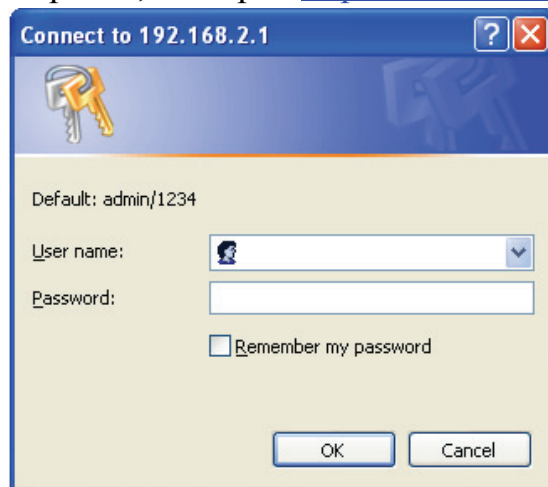 Connect to 192.168.2.1
Default: admin/1234
User name:
Password:
Remember my password
OK
Cancel